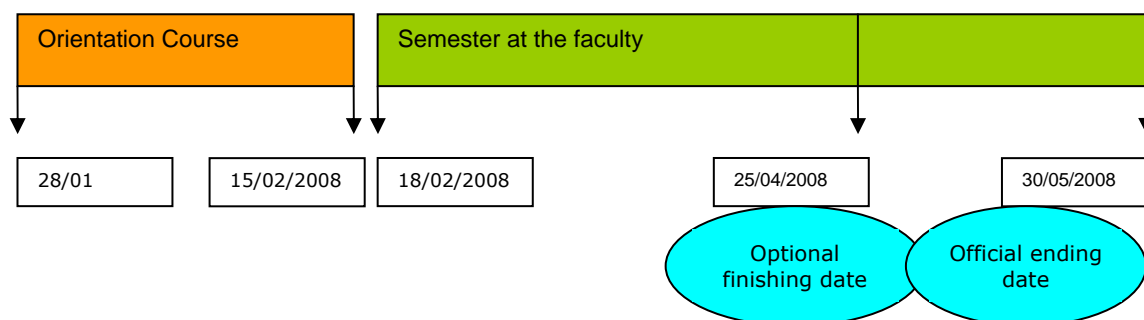 Orientation Course
Semester at the faculty
28/01
15/02/2008
18/02/2008
25/04/2008
30/05/2008
Optional
finishing date
Official ending
date